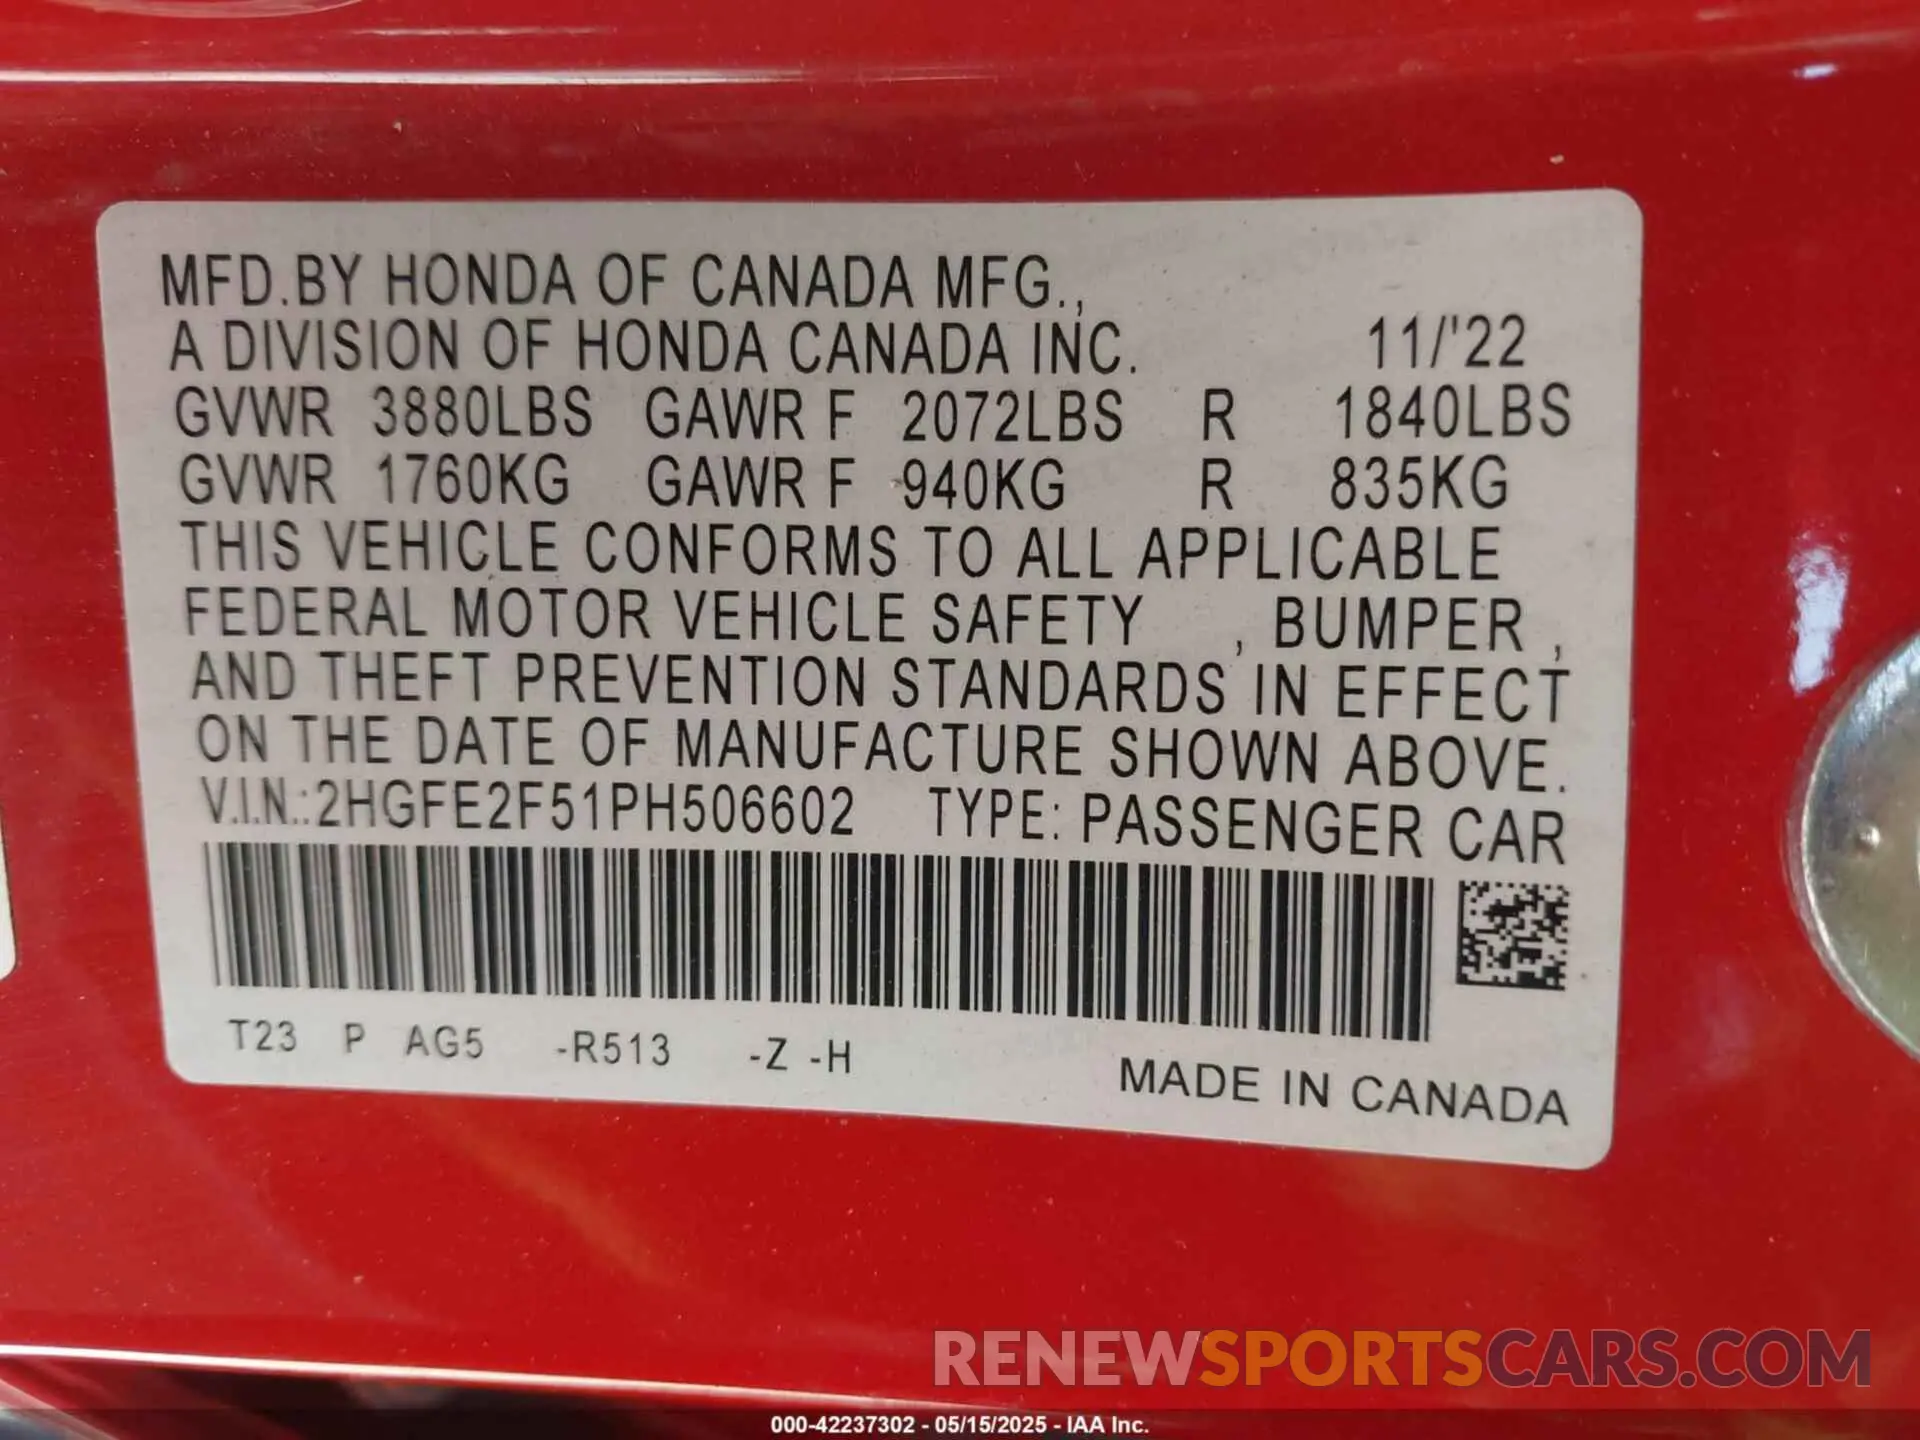 MFD.BY HONDA OF CANADA MFG.,
A DIVISION OF HONDA CANADA INC. 11/'22
GVWR 3880LBS GAWR F 2072LBS R 1840LBS
GVWR 1760KG GAWR F 940KG R 835KG
THIS VEHICLE CONFORMS TO ALL APPLICABLE
FEDERAL MOTOR VEHICLE SAFETY , BUMPER ,
AND THEFT PREVENTION STANDARDS IN EFFECT
ON THE DATE OF MANUFACTURE SHOWN ABOVE.
V.I.N.:2HGFE2F51PH506602 TYPE: PASSENGER CAR
T23 P AG5 -R513 -Z -H
MADE IN CANADA
RENEWSPORTSCARS.COM
000-42237302 - 05/15/2025 - IAA Inc.